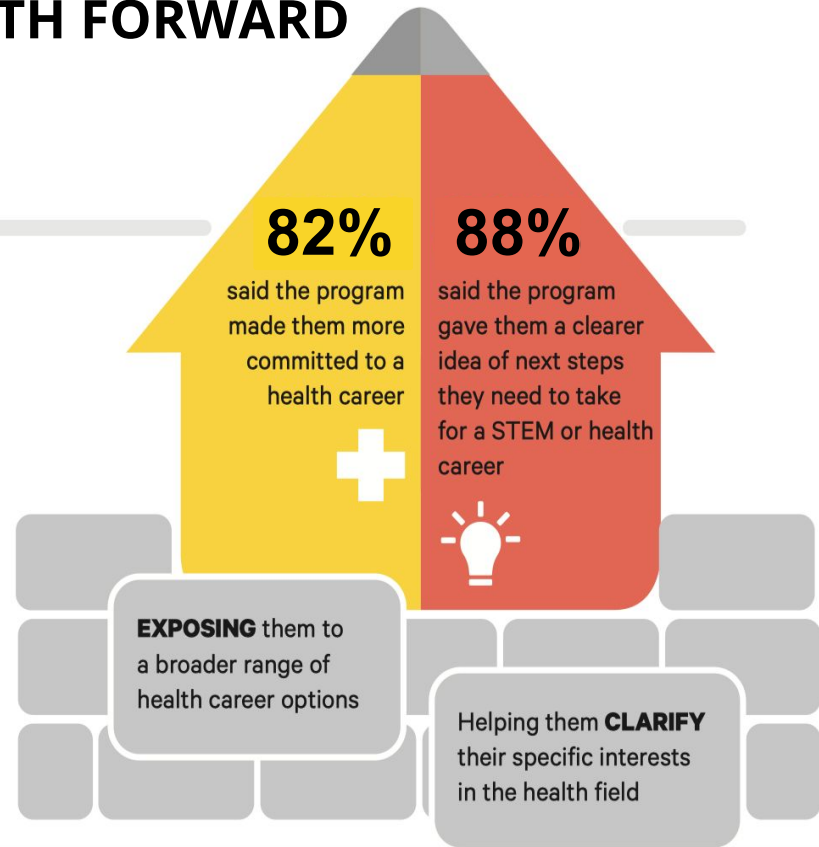 TH FORWARD
82%
said the program
made them more
committed to a
health career
88%
said the program
gave them a clearer
idea of next steps
they need to take
for a STEM or health
career
EXPOSING them to
a broader range of
health career options
Helping them CLARIFY
their specific interests
in the health field